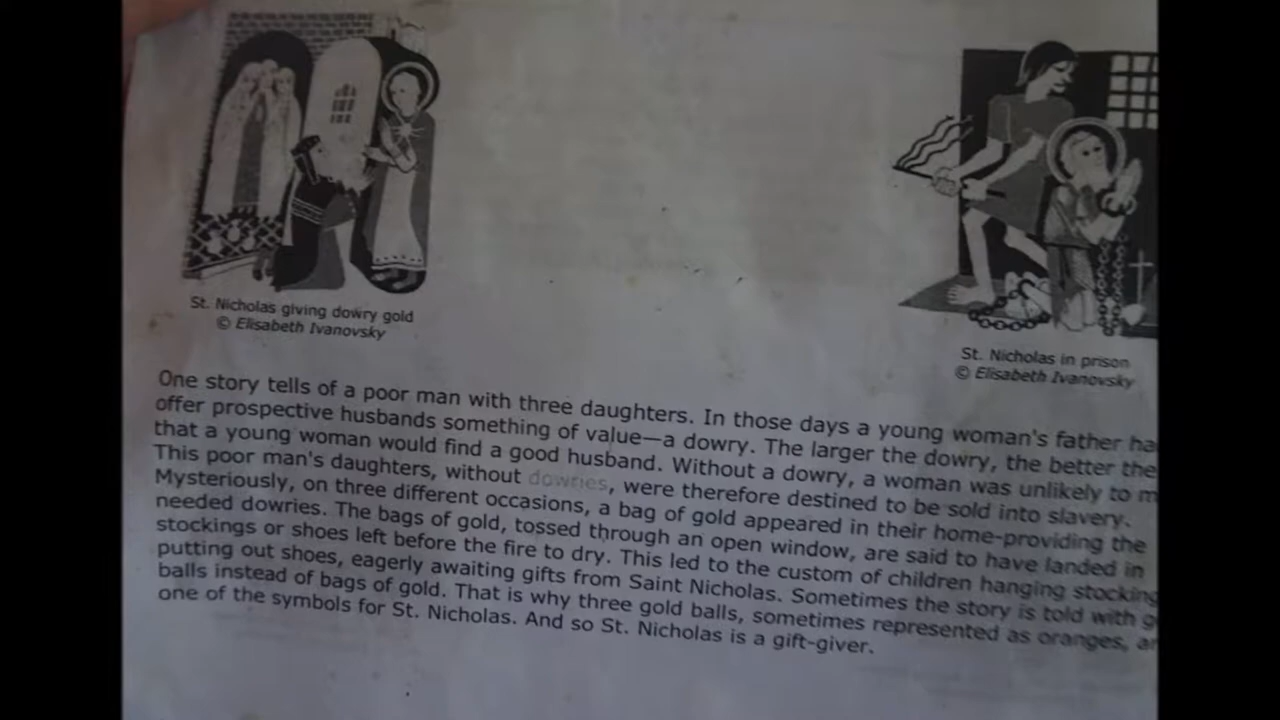 St. Nicholas giving dowry gold
© Elisabeth Ivanovsky
St. Nicholas in prison
© Elisabeth Ivanovsky
One story tells of a poor man with three daughters. In those days a young woman's father ha
offer prospective husbands something of value—a dowry. The larger the dowry, the better the
that a young woman would find a good husband. Without a dowry, a woman was unlikely to m
This poor man's daughters, without dowries, were therefore destined to be sold into slavery.
Mysteriously, on three different occasions, a bag of gold appeared in their home-providing the
needed dowries. The bags of gold, tossed through an open window, are said to have landed in
stockings or shoes left before the fire to dry. This led to the custom of children hanging stocking
putting out shoes, eagerly awaiting gifts from Saint Nicholas. Sometimes the story is told with g
balls instead of bags of gold. That is why three gold balls, sometimes represented as oranges, ar
one of the symbols for St. Nicholas. And so St. Nicholas is a gift-giver.